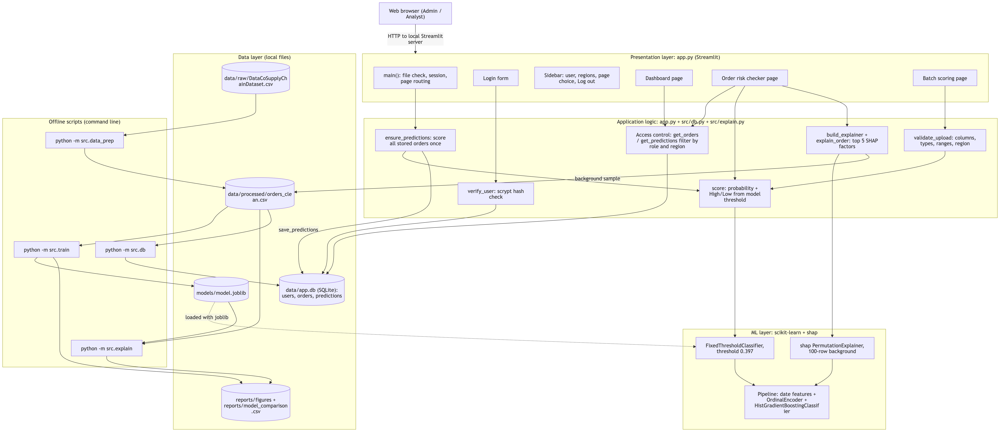 Web browser (Admin /
Analyst)
HTTP to local Streamlit
server
Data layer (local files)
data/raw/DataCoSupplyCh
ainDataset.csv
data/processed/orders_cle
an.csv
save_predictions
models/model.joblib
data/app.db (SQLite):
users, orders, predictions
loaded with joblib
reports/figures +
reports/model_comparison
.csv
Presentation layer: app.py (Streamlit)
main(): file check, session,
page routing
Login form
Sidebar: user, regions, page
choice, Log out
Dashboard page
Order risk checker page
Batch scoring page
Offline scripts (command line)
python -m src.data_prep
python -m src.train
python -m src.db
python -m src.explain
Application logic: app.py + src/db.py + src/explain.py
ensure_predictions: score
all stored orders once
Access control: get_orders
/ get_predictions filter by
role and region
build_explainer +
explain_order: top 5 SHAP
factors
validate_upload: columns,
types, ranges, region
background sample
verify_user: scrypt hash
check
score: probability +
High/Low from model
threshold
ML layer: scikit-learn + shap
FixedThresholdClassifier,
threshold 0.397
shap PermutationExplainer,
100-row background
Pipeline: date features +
OrdinalEncoder +
HistGradientBoostingClassif
ier